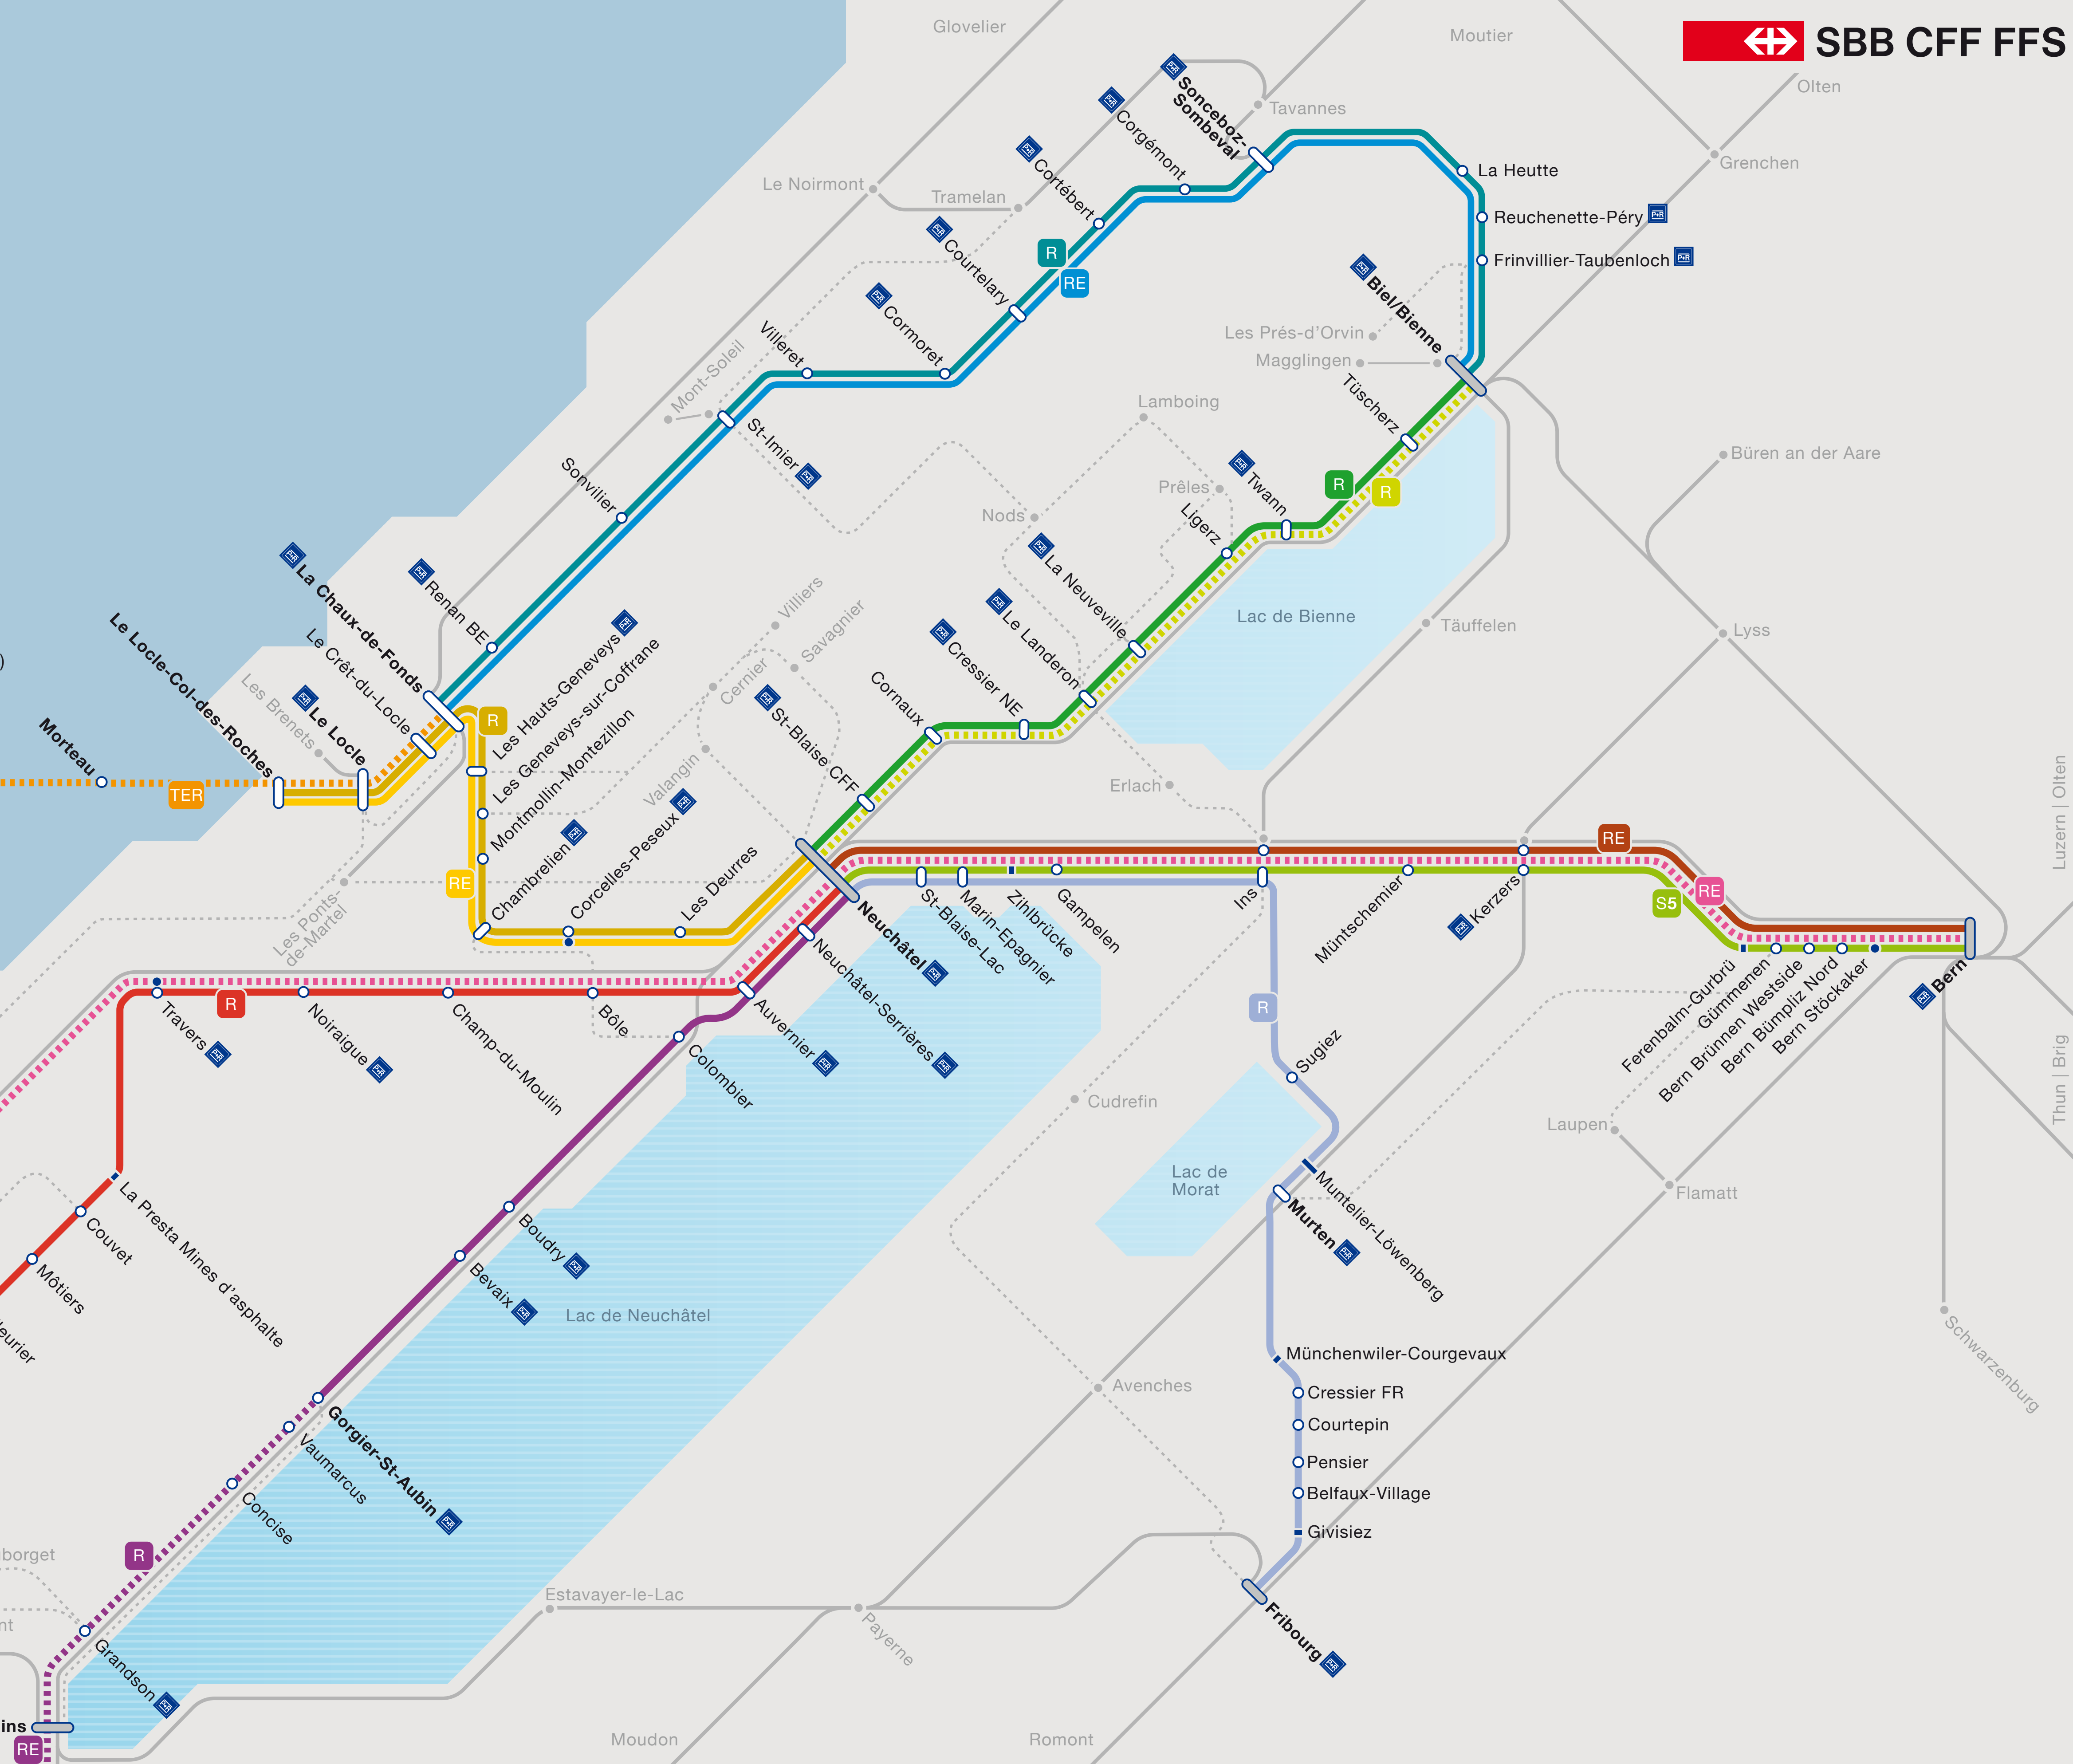 SBB CFF FFS
Glovelier
Moutier
Olten
Tavannes
Grenchen
Sonceboz-
Sombeval
Corgémont
Cortébert
Courtelary
Cormoret
Villeret
Le Noirmont
Tramelan
La Heutte
Reuchenette-Péry
Frinvillier-Taubenloch
R
RE
Biel/Bienne
Les Prés-d'Orvin
Magglingen
Mont-Soleil
St-Imier
Sonvilier
Tüscherz
Lamboing
Twann
R
R
Prêles
Nods
Ligerz
Büren an der Aare
La Neuveville
Le Landeron
Cressier NE
Cornaux
St-Blaise CFF
Lac de Bienne
Täuffelen
Lyss
Erlach
La Chaux-de-Fonds
Renan BE
Le Crêt-du-Locle
Le Locle-Col-des-Roches
Les Brenets
Le Locle
Morteau
)
TER
R
Les Hauts-Geneveys
Les Geneveys-sur-Coffrane
Montmollin-Montezillon
Chambrelien
Corcelles-Peseux
Les Deurres
RE
Villiers
Savagnier
Cernier
Valangin
Les Ponts
de-Martel
Neuchâtel
St-Blaise-Lac
Marin-Epagnier
Zihlbrücke
Gampelen
Ins
Müntschemier
Kerzers
RE
RE
S5
Luzern | Olten
Ferenbalm-Gurbrü
Gümmenen
Bern Brünnen Westside
Bern Bümpliz Nord
Bern Stöckaker
Bern
Thun | Brig
R
Travers
Noiraigue
Champ-du-Moulin
Bôle
Auvernier
Neuchâtel-Serrières
Colombier
R
Sugiez
Cudrefin
Lac de
Morat
Muntelier-Löwenberg
Murten
Laupen
Flamatt
Schwarzenburg
La Presta Mines d'asphalte
Couvet
Môtiers
eurier
Boudry
Bevaix
Lac de Neuchâtel
Münchenwiler-Courgevaux
Cressier FR
Courtepin
Pensier
Belfaux-Village
Givisiez
Fribourg
Avenches
Gorgier-St-Aubin
Vaumarcus
Concise
R
borget
nt
Grandson
ins
RE
Estavayer-le-Lac
Payerne
Moudon
Romont